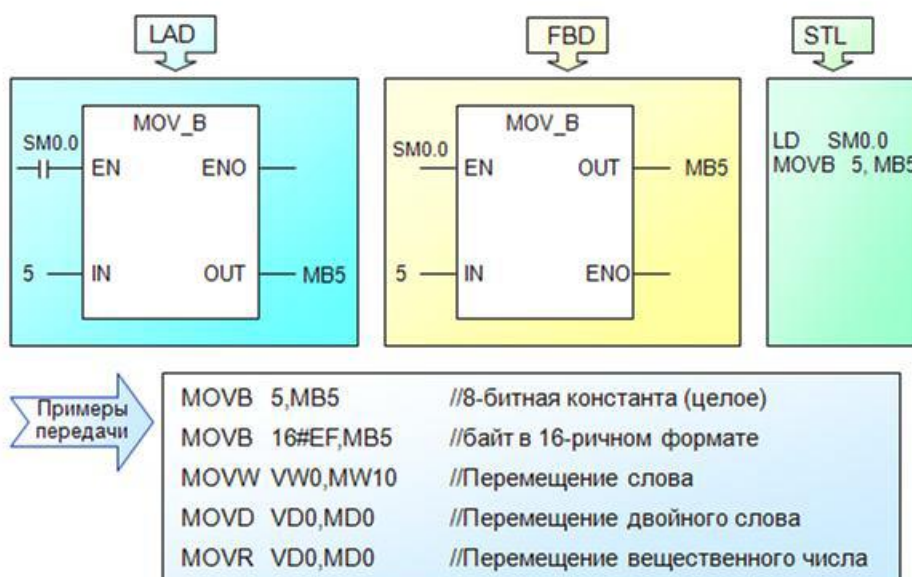 LAD
FBD
STL
MOV_B
SM0.0
EN ENO
5 IN OUT MB5
MOV_B
SM0.0
EN OUT MB5
5 IN ENO
LD SM0.0
MOVB 5, MB5
Примеры
передачи
MOVB 5,MB5 //8-битная константа (целое)
MOVB 16#EF,MB5 //байт в 16-ричном формате
MOVW VW0,MW10 //Перемещение слова
MOVD VD0,MD0 //Перемещение двойного слова
MOVR VD0,MD0 //Перемещение вещественного числа